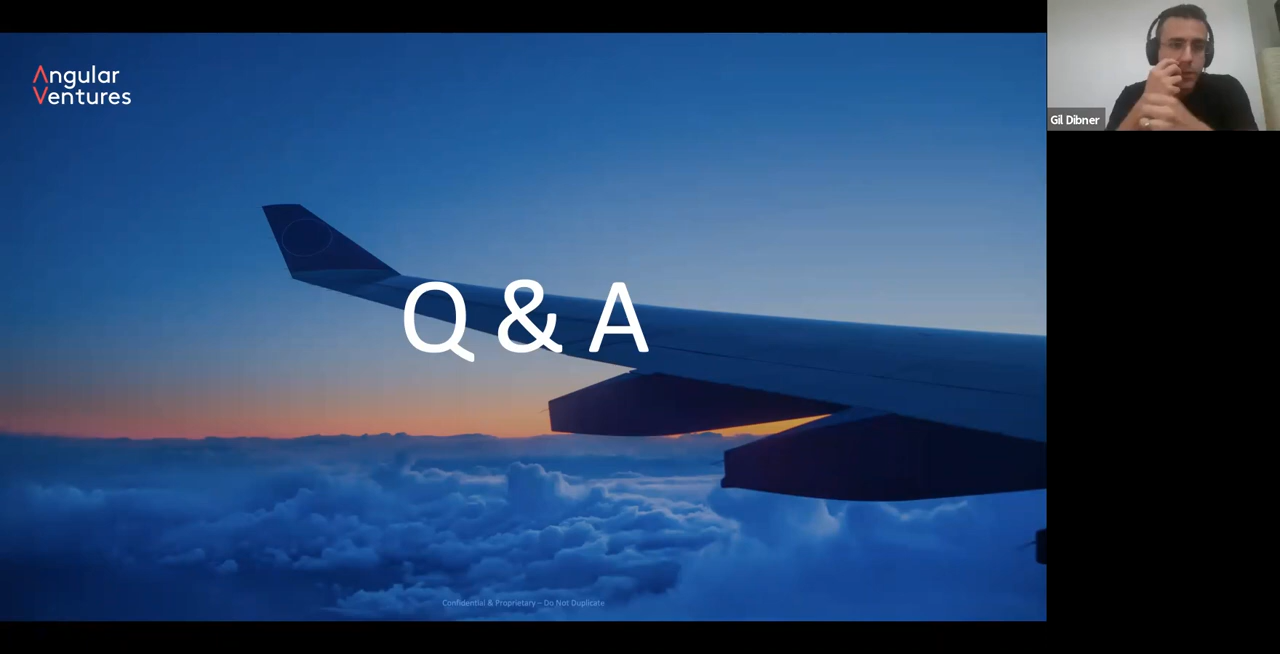 Angular
Ventures
Gil Dibner
Q & A
Confidential & Proprietary – Do Not Duplicate